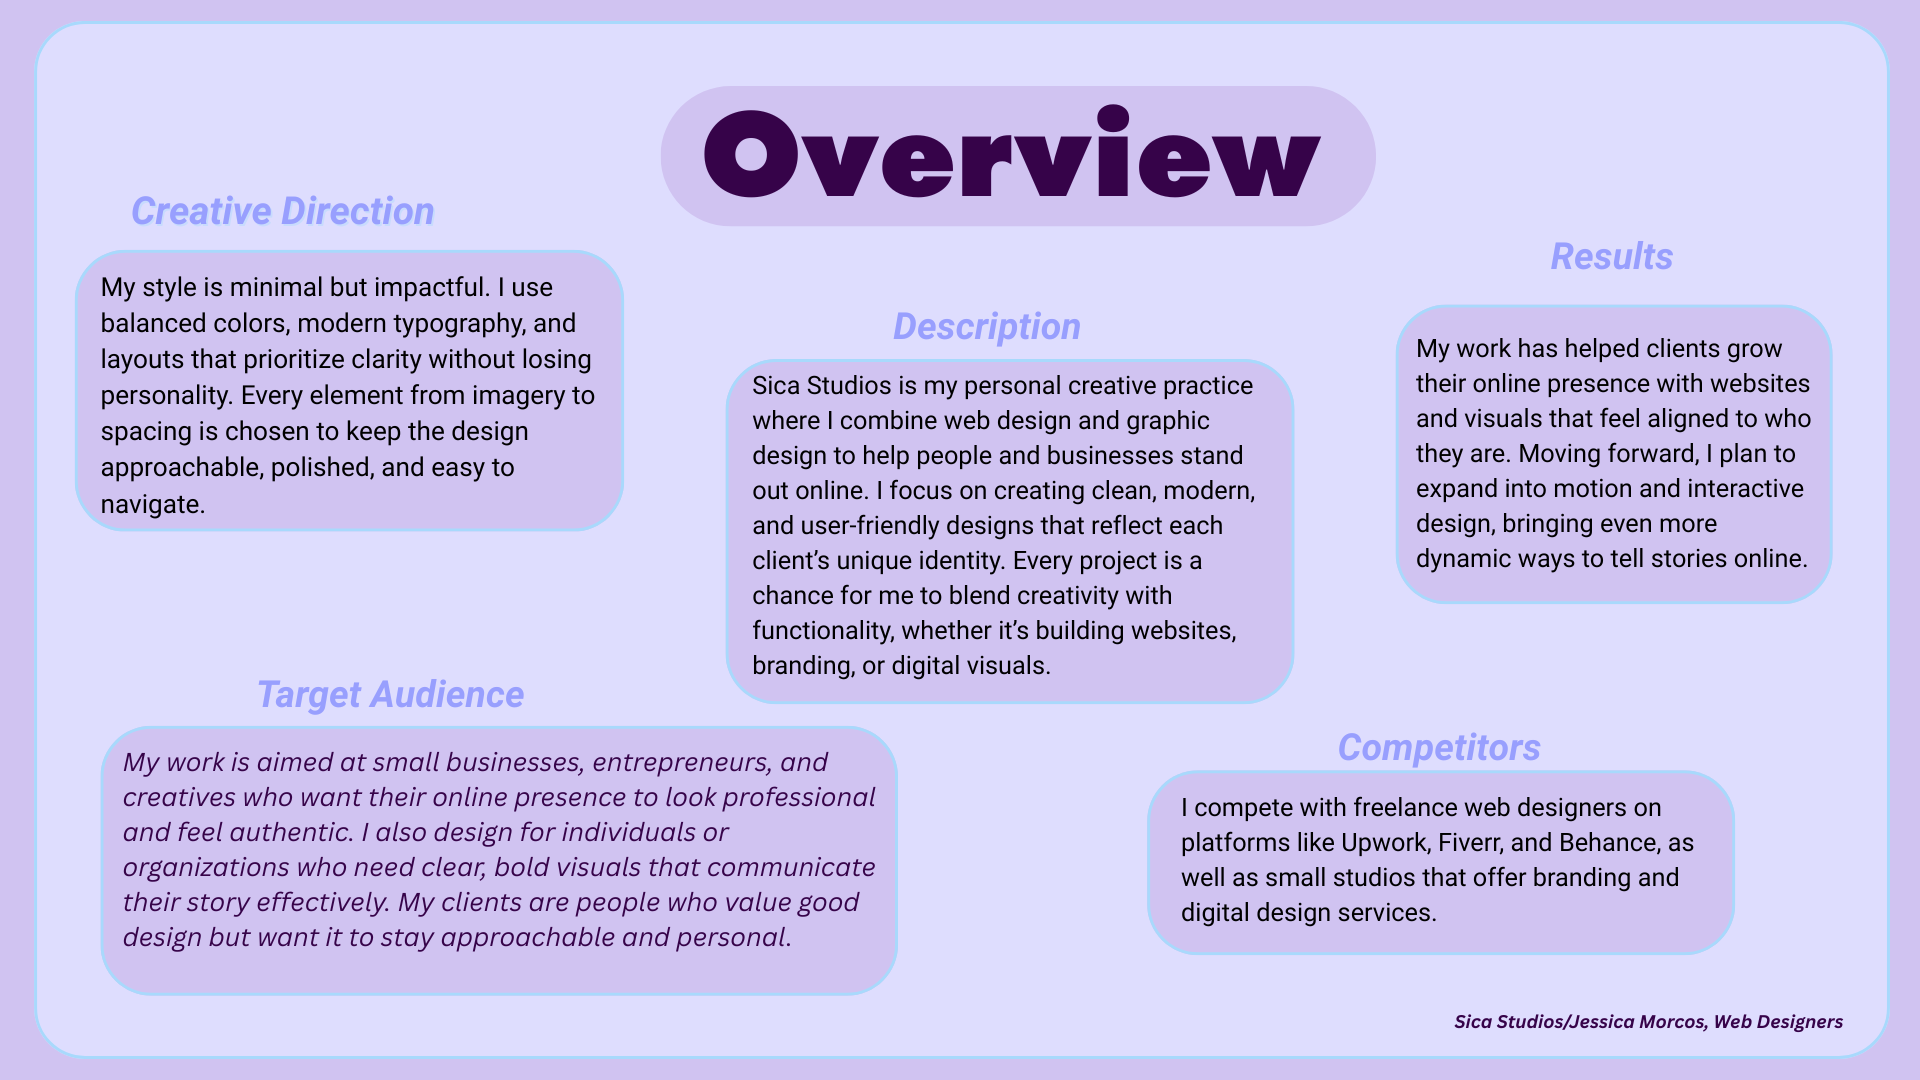 Overview
Creative Direction
My style is minimal but impactful. I use
balanced colors, modern typography, and
layouts that prioritize clarity without losing
personality. Every element from imagery to
spacing is chosen to keep the design
approachable, polished, and easy to
navigate.
Description
Sica Studios is my personal creative practice
where I combine web design and graphic
design to help people and businesses stand
out online. I focus on creating clean, modern,
and user-friendly designs that reflect each
client’s unique identity. Every project is a
chance for me to blend creativity with
functionality, whether it’s building websites,
branding, or digital visuals.
Results
My work has helped clients grow
their online presence with websites
and visuals that feel aligned to who
they are. Moving forward, I plan to
expand into motion and interactive
design, bringing even more
dynamic ways to tell stories online.
Target Audience
My work is aimed at small businesses, entrepreneurs, and
creatives who want their online presence to look professional
and feel authentic. I also design for individuals or
organizations who need clear, bold visuals that communicate
their story effectively. My clients are people who value good
design but want it to stay approachable and personal.
Competitors
I compete with freelance web designers on
platforms like Upwork, Fiverr, and Behance, as
well as small studios that offer branding and
digital design services.
Sica Studios/Jessica Morcos, Web Designers